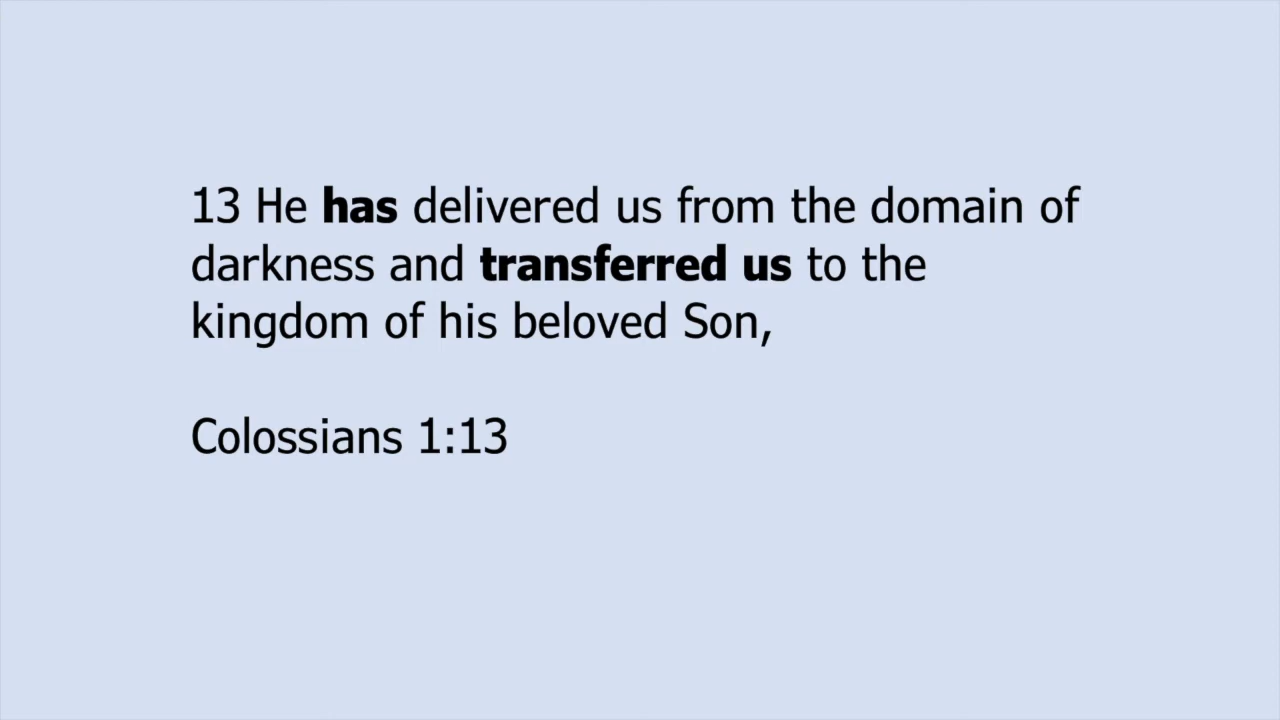 13 He has delivered us from the domain of
darkness and transferred us to the
kingdom of his beloved Son,
Colossians 1:13